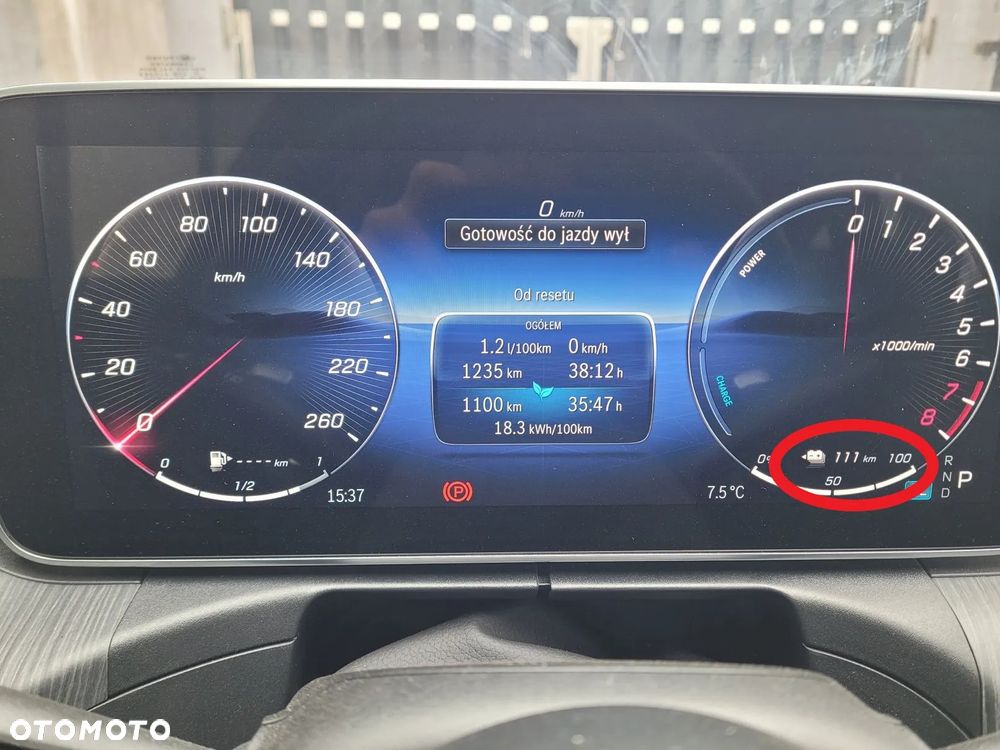 0 km/h
Gotowość do jazdy wył
Od resetu
OGÓŁEM
1.2 l/100km 0 km/h
1235 km 38:12 h
1100 km 35:47 h
18.3 kWh/100km
0 20 40 60 80 100 140 180 220 260
km/h
0 1/2 1
---- km
15:37
P
7.5 °C
POWER
CHARGE
0 1 2 3 4 5 6 7 8
x1000/min
111 km 100
50
R
N
D
P
OTOMOTO